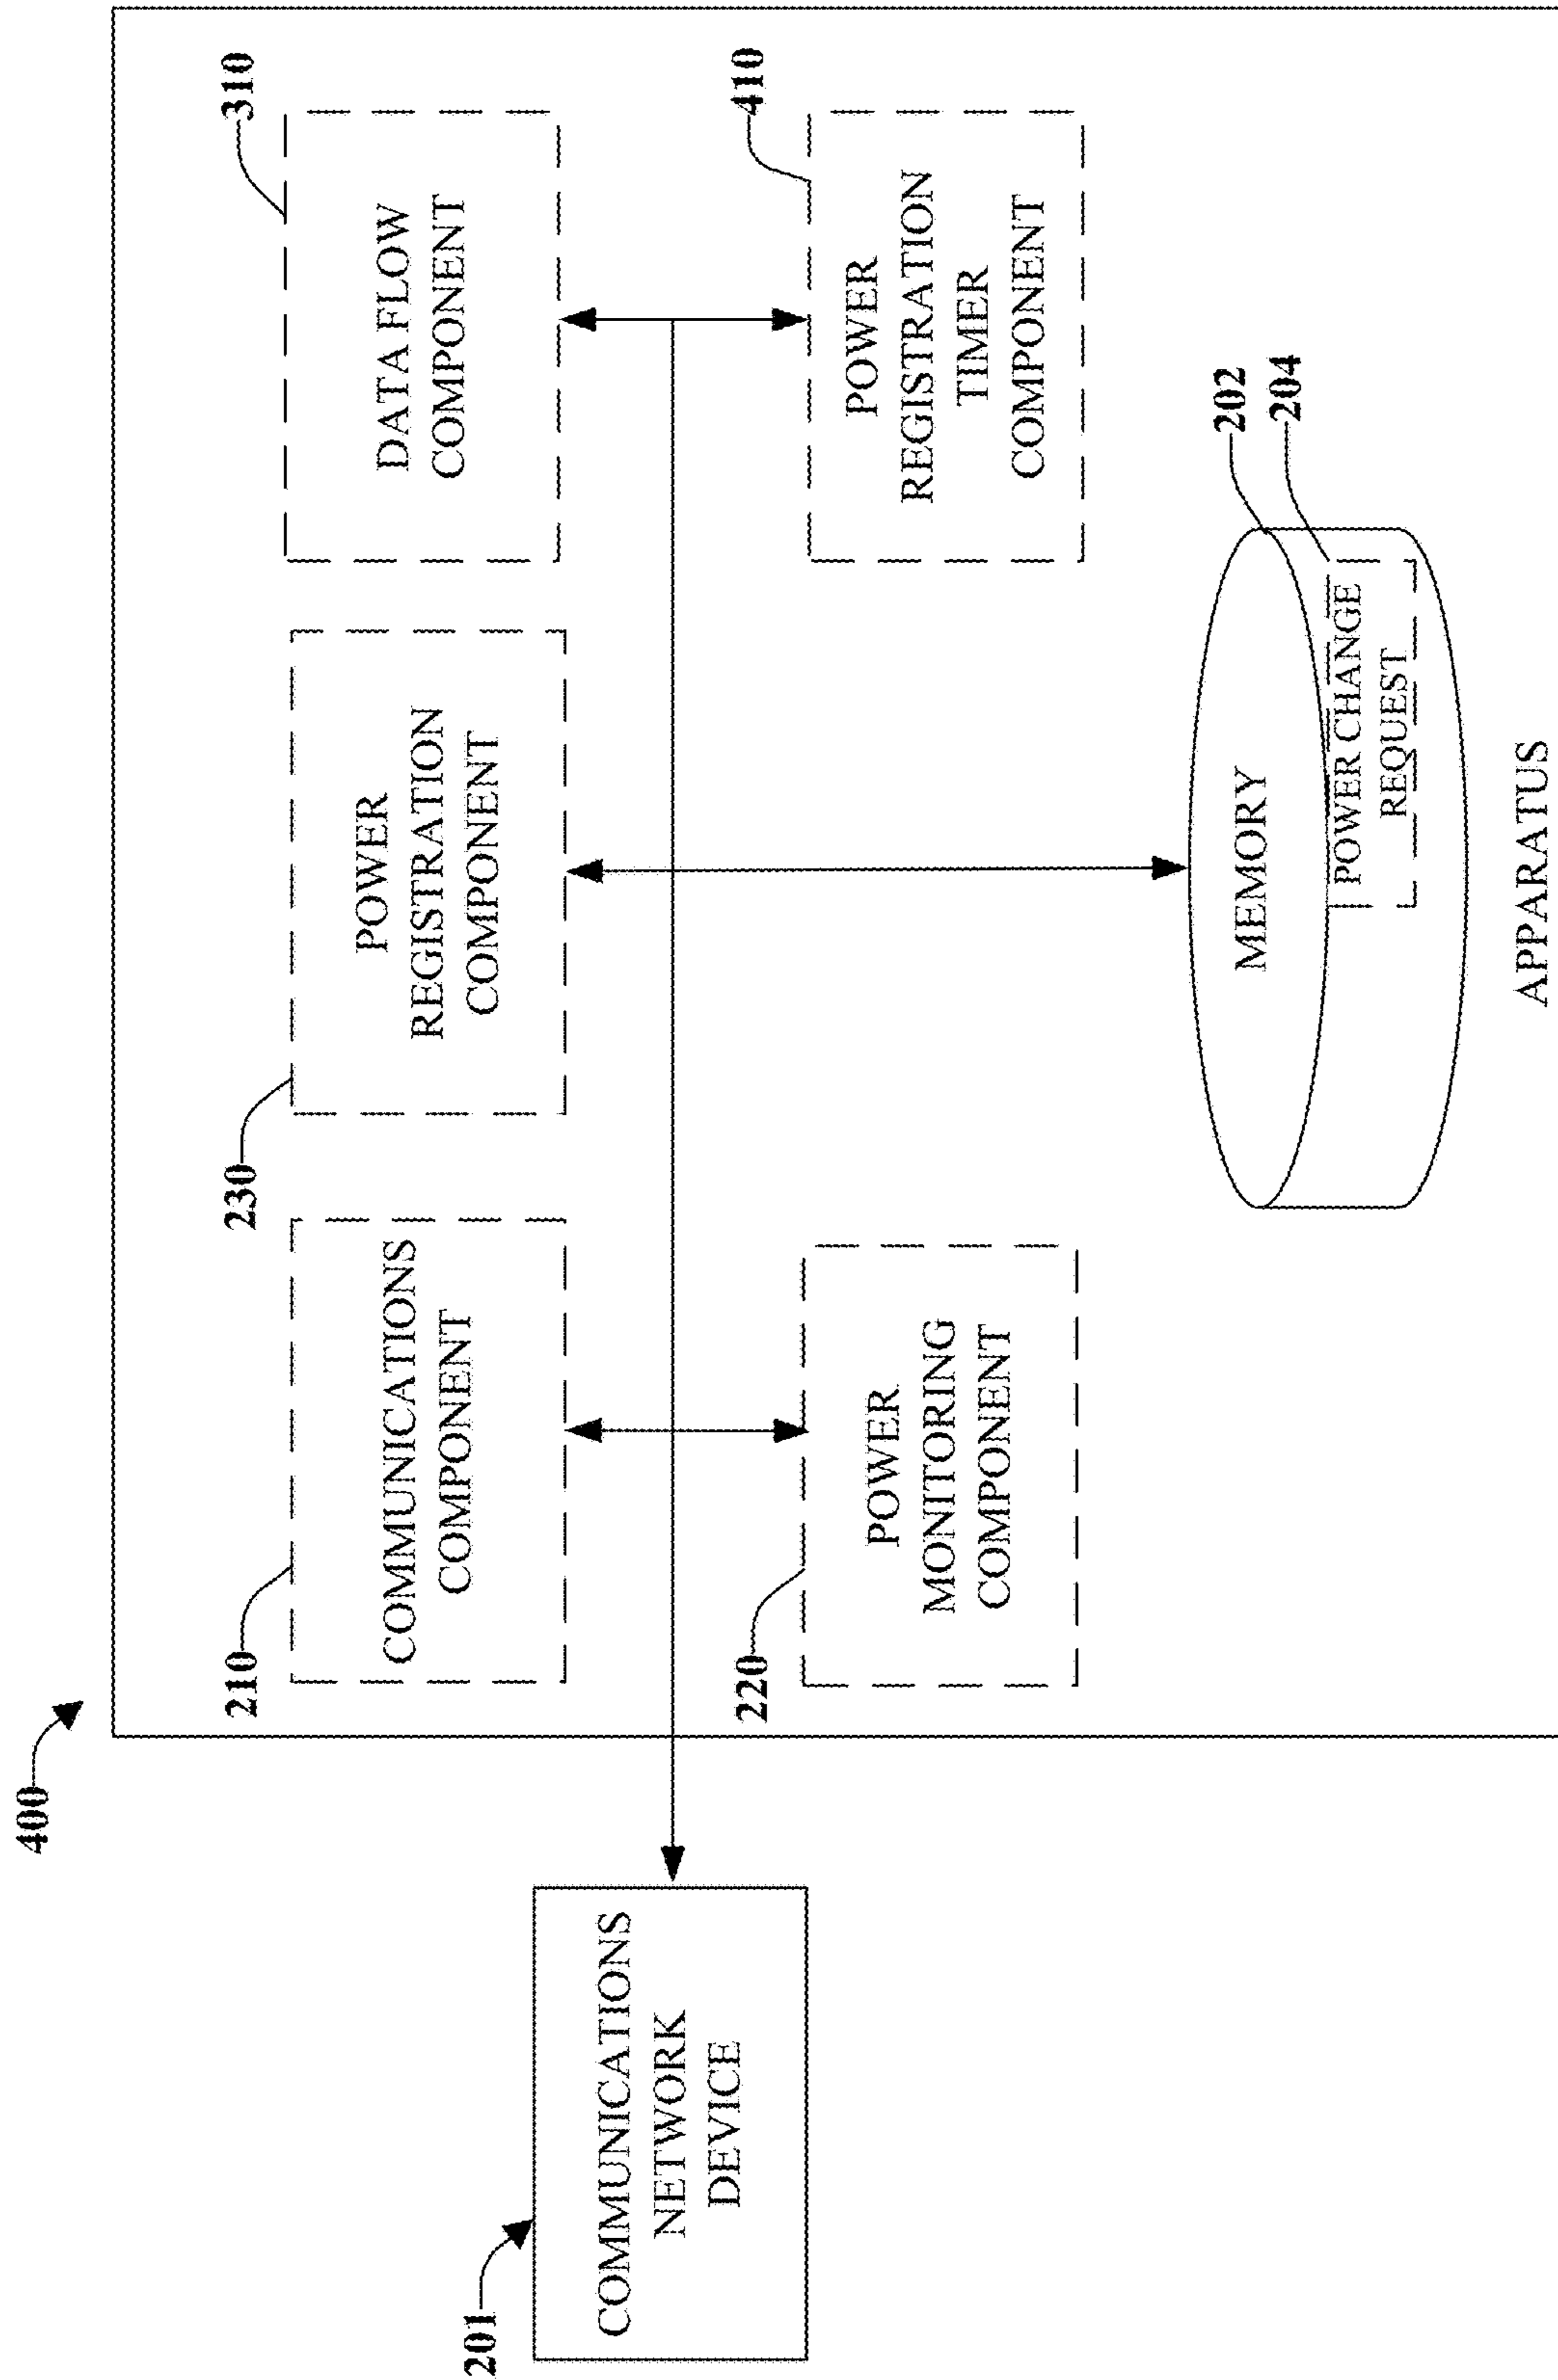 400
210
COMMUNICATIONS
COMPONENT
230
POWER
REGISTRATION
COMPONENT
310
DATA FLOW
COMPONENT
201
COMMUNICATIONS
NETWORK
DEVICE
220
POWER
MONITORING
COMPONENT
410
POWER
REGISTRATION
TIMER
COMPONENT
202
204
MEMORY
POWER CHANGE
REQUEST
APPARATUS